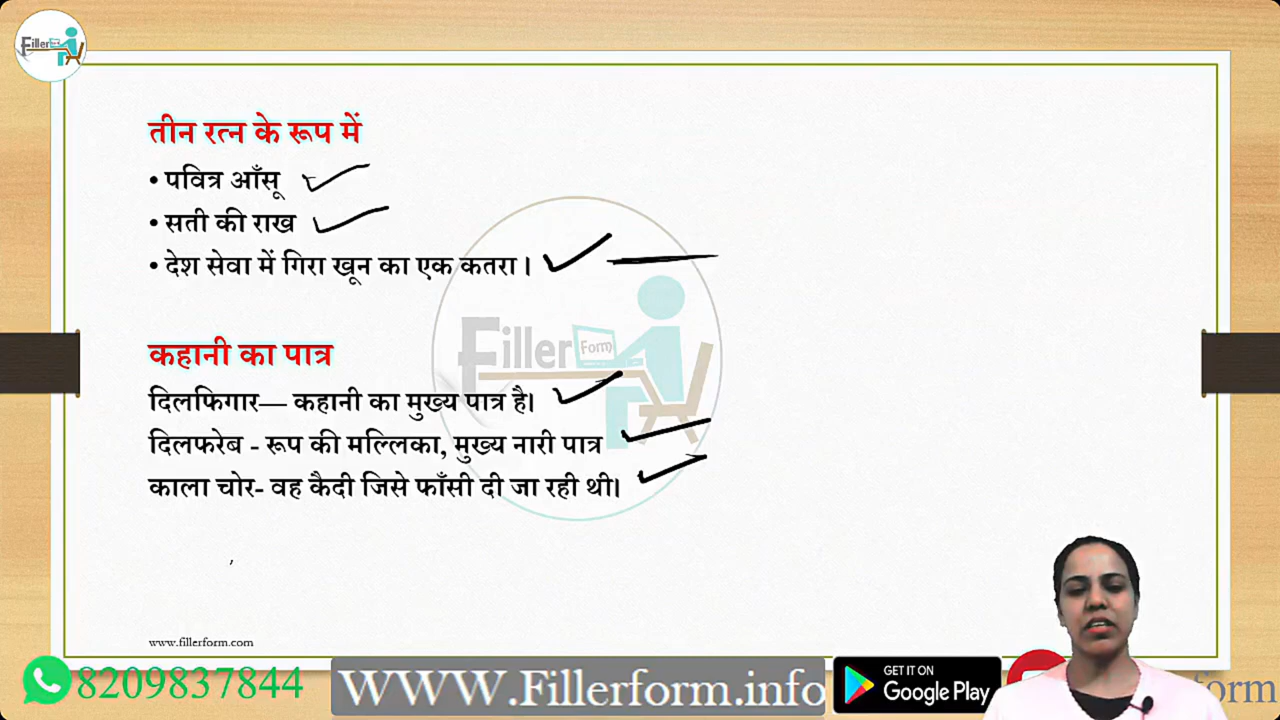 Filler
तीन रत्न के रूप में
• पवित्र आँसू
• सती की राख
• देश सेवा में गिरा खून का एक कतरा।
Filler Form
कहानी का पात्र
दिलफिगार— कहानी का मुख्य पात्र है।
दिलफरेब - रूप की मल्लिका, मुख्य नारी पात्र
काला चोर- वह कैदी जिसे फाँसी दी जा रही थी।
www.fillerform.com
8209837844
WWW.Fillerform.info
GET IT ON
Google Play
orm